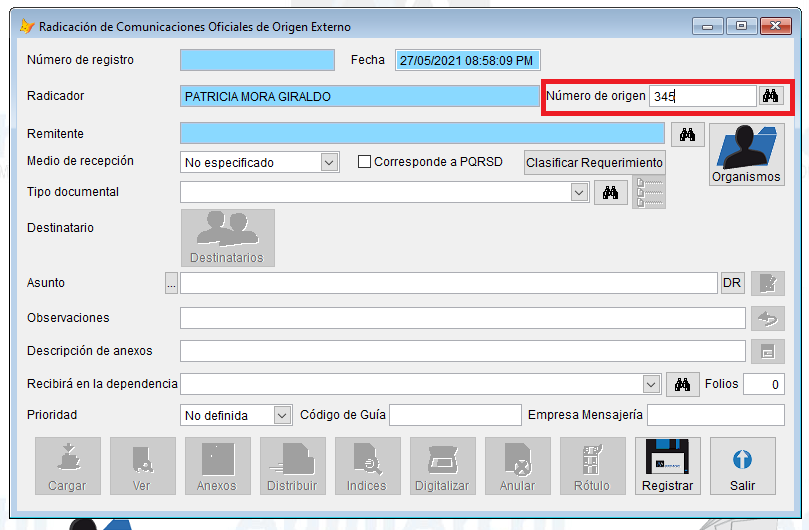 Radicación de Comunicaciones Oficiales de Origen Externo
Número de registro
Fecha 27/05/2021 08:58:09 PM
Radicador PATRICIA MORA GIRALDO Número de origen 345
Remitente
Medio de recepción No especificado Corresponde a PQRSD Clasificar Requerimiento
Organismos
Tipo documental
Destinatario
Destinatarios
Asunto ... DR
Observaciones
Descripción de anexos
Recibirá en la dependencia Folios 0
Prioridad No definida Código de Guía Empresa Mensajería
Cargar Ver Anexos Distribuir Indices Digitalizar Anular Rótulo Registrar Salir